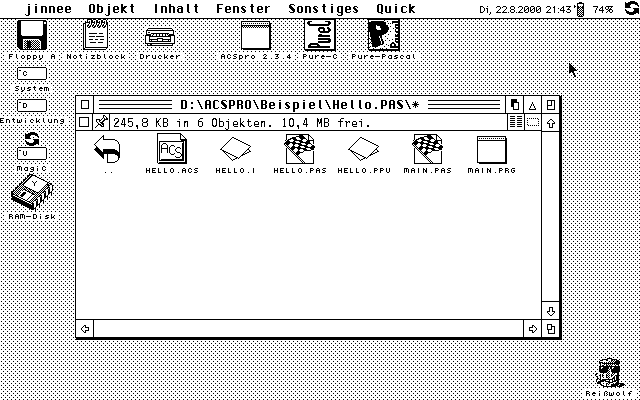 jinnee Objekt Inhalt Fenster Sonstiges Quick Di, 22.8.2000 21:43 74%
Floppy A Notizblock Drucker ACSpro 2.3.4 Pure-C Pure-Pascal
C
System
D
Entwicklung
U
MagiC
RAM-Disk
D:\ACSPRO\Beispiel\Hello.PAS\*
245,8 KB in 6 Objekten. 10,4 MB frei.
.. HELLO.ACS HELLO.I HELLO.PAS HELLO.PPU MAIN.PAS MAIN.PRG
Reißwolf